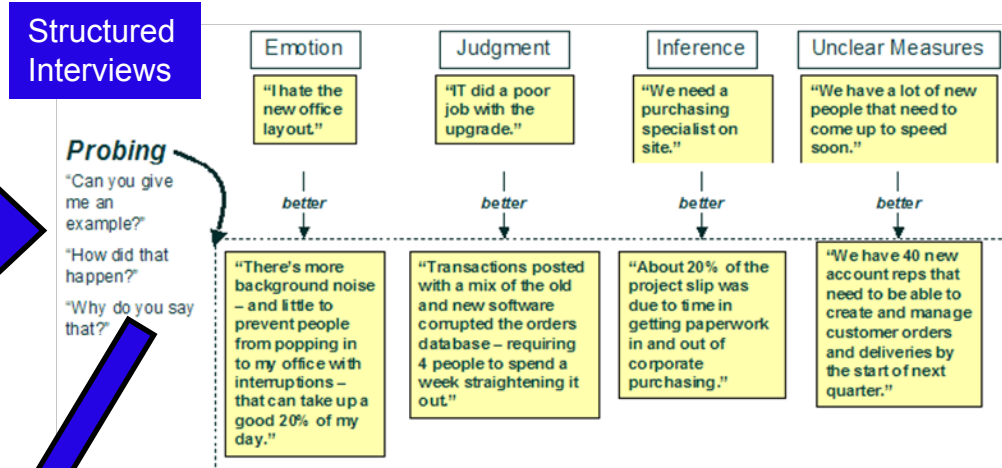 Structured
Interviews
Emotion
Judgment
Inference
Unclear Measures
“I hate the
new office
layout.”
“IT did a poor
job with the
upgrade.”
“We need a
purchasing
specialist on
site.”
“We have a lot of new
people that need to
come up to speed
soon.”
Probing
“Can you give
me an
example?”
“How did that
happen?”
“Why do you say
that?”
better
better
better
better
“There’s more
background noise
– and little to
prevent people
from popping in
to my office with
interruptions –
that can take up a
good 20% of my
day.”
“Transactions posted
with a mix of the old
and new software
corrupted the orders
database – requiring
4 people to spend a
week straightening it
out.”
“About 20% of the
project slip was
due to time in
getting paperwork
in and out of
corporate
purchasing.”
“We have 40 new
account reps that
need to be able to
create and manage
customer orders
and deliveries by
the start of next
quarter.”